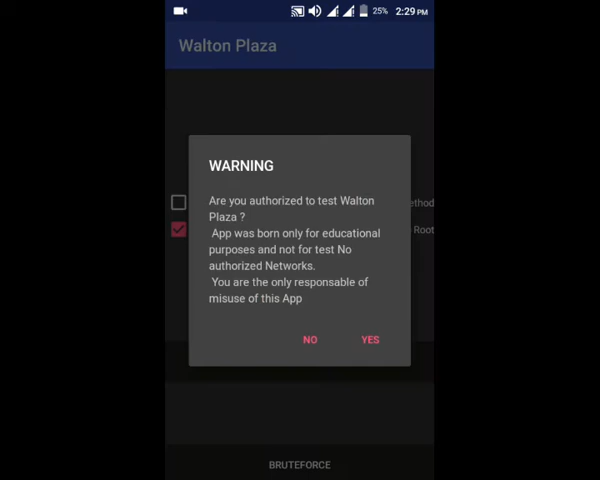 25% 2:29 PM
Walton Plaza
WARNING
Are you authorized to test Walton
Plaza ?
App was born only for educational
purposes and not for test No
authorized Networks.
You are the only responsable of
misuse of this App
ethod
Root
NO YES
BRUTEFORCE